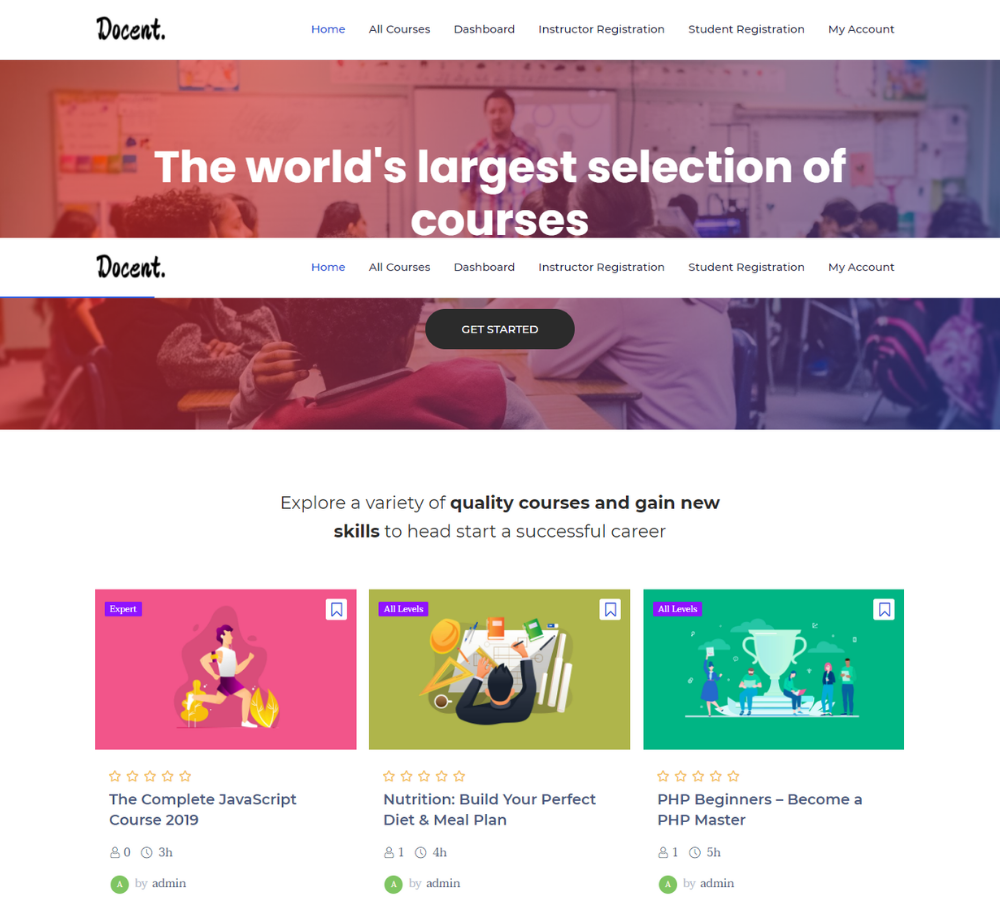 Docent.
Home All Courses Dashboard Instructor Registration Student Registration My Account
The world's largest selection of
courses
Docent.
Home All Courses Dashboard Instructor Registration Student Registration My Account
GET STARTED
Explore a variety of quality courses and gain new
skills to head start a successful career
Expert
The Complete JavaScript
Course 2019
0 3h
A by admin
All Levels
Nutrition: Build Your Perfect
Diet & Meal Plan
1 4h
A by admin
All Levels
PHP Beginners – Become a
PHP Master
1 5h
A by admin